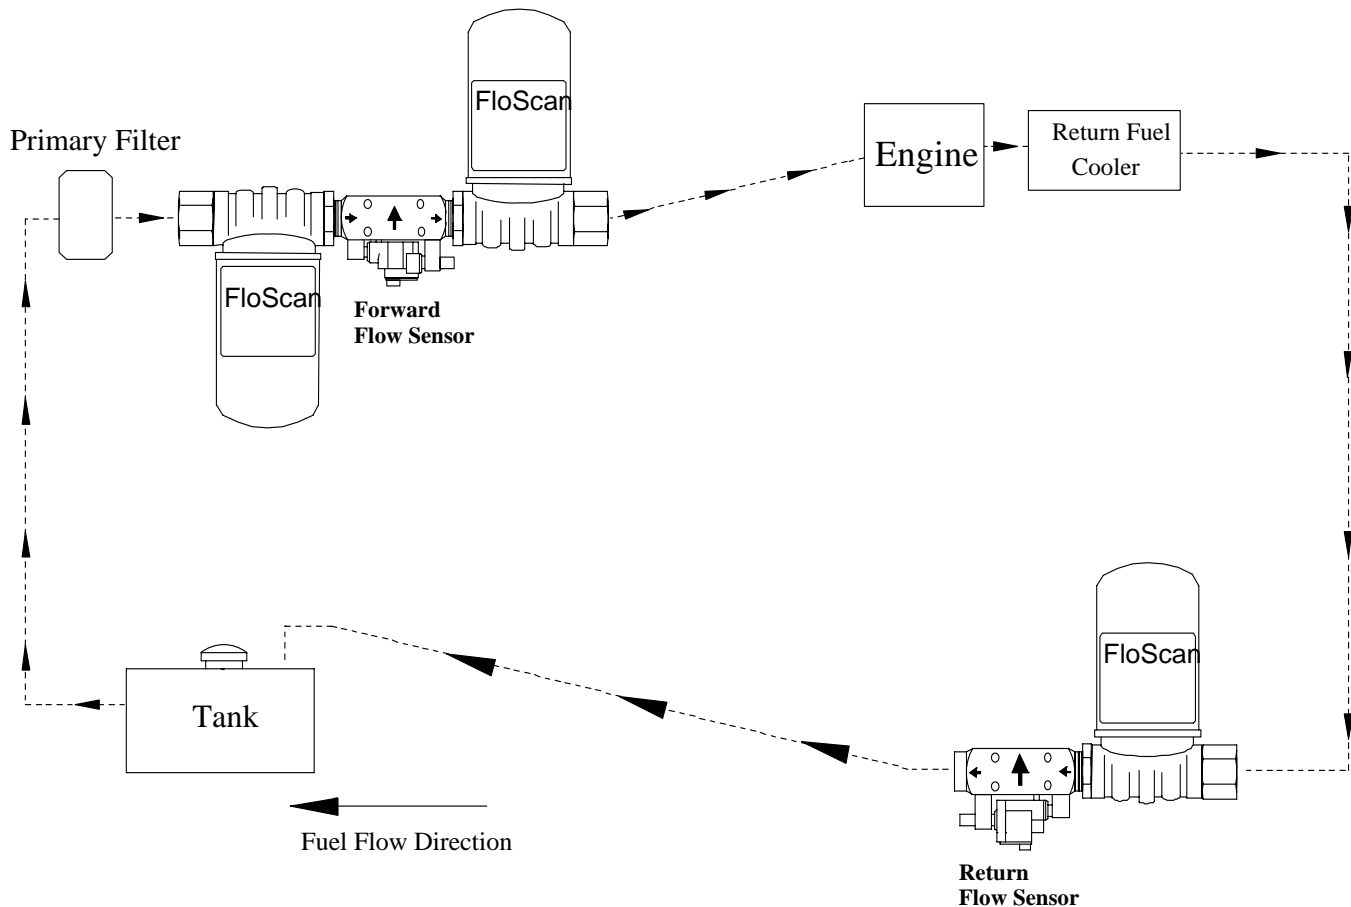 FloScan
Primary Filter
Engine
Return Fuel
Cooler
FloScan
Forward
Flow Sensor
FloScan
Tank
Fuel Flow Direction
Return
Flow Sensor